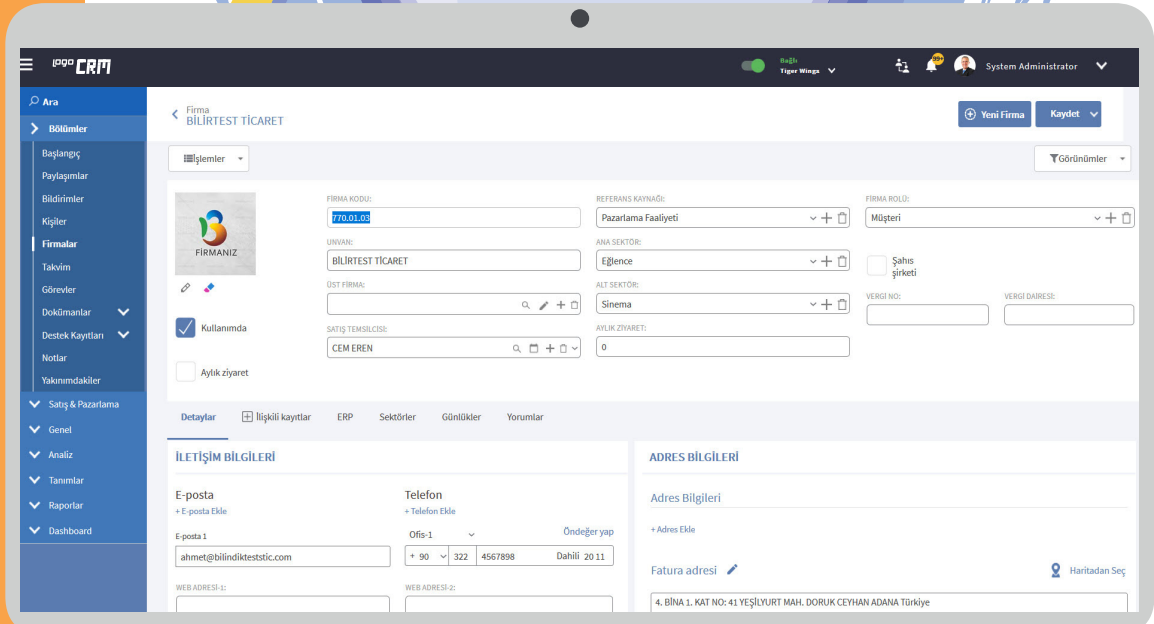 logo CRM
Bağlı
Tiger Wings
99+
System Administrator
Ara
Bölümler
Başlangıç
Paylaşımlar
Bildirimler
Kişiler
Firmalar
Takvim
Görevler
Dokümanlar
Destek Kayıtları
Notlar
Yakınımdakiler
Satış & Pazarlama
Genel
Analiz
Tanımlar
Raporlar
Dashboard
Firma
BİLİRTEST TİCARET
Yeni Firma
Kaydet
İşlemler
Görünümler
FİRMANIZ
Kullanımda
Aylık ziyaret
FİRMA KODU:
770.01.03
UNVAN:
BİLİRTEST TİCARET
ÜST FİRMA:
SATIŞ TEMSİLCİSİ:
CEM EREN
REFERANS KAYNAĞI:
Pazarlama Faaliyeti
ANA SEKTÖR:
Eğlence
ALT SEKTÖR:
Sinema
AYLIK ZİYARET:
0
FİRMA ROLÜ:
Müşteri
Şahıs
şirketi
VERGİ NO:
VERGİ DAİRESİ:
Detaylar
İlişkili kayıtlar
ERP
Sektörler
Günlükler
Yorumlar
İLETİŞİM BİLGİLERİ
E-posta
+ E-posta Ekle
E-posta 1
ahmet@bilindikteststic.com
WEB ADRESİ-1:
Telefon
+ Telefon Ekle
Ofis-1
Öndeğer yap
+ 90 322 4567898 Dahili 20 11
WEB ADRESİ-2:
ADRES BİLGİLERİ
Adres Bilgileri
+ Adres Ekle
Fatura adresi
Haritadan Seç
4. BİNA 1. KAT NO: 41 YEŞİLYURT MAH. DORUK CEYHAN ADANA Türkiye